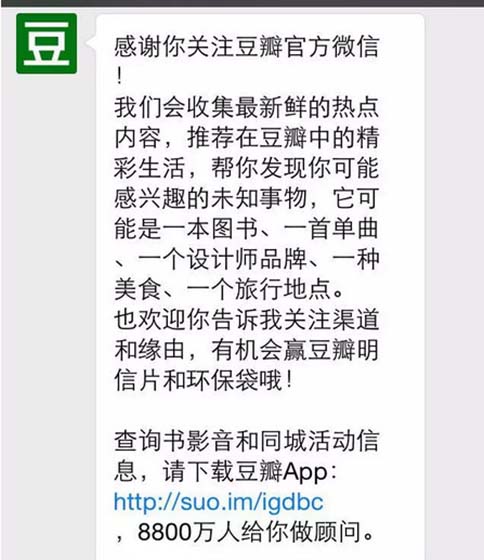 豆
感谢你关注豆瓣官方微信
！
我们会收集最新鲜的热点
内容，推荐在豆瓣中的精
彩生活，帮你发现你可能
感兴趣的未知事物，它可
能是一本图书、一首单曲
、一个设计师品牌、一种
美食、一个旅行地点。
也欢迎你告诉我关注渠道
和缘由，有机会赢豆瓣明
信片和环保袋哦！
查询书影音和同城活动信
息，请下载豆瓣App：
http://suo.im/igdbc
，8800万人给你做顾问。